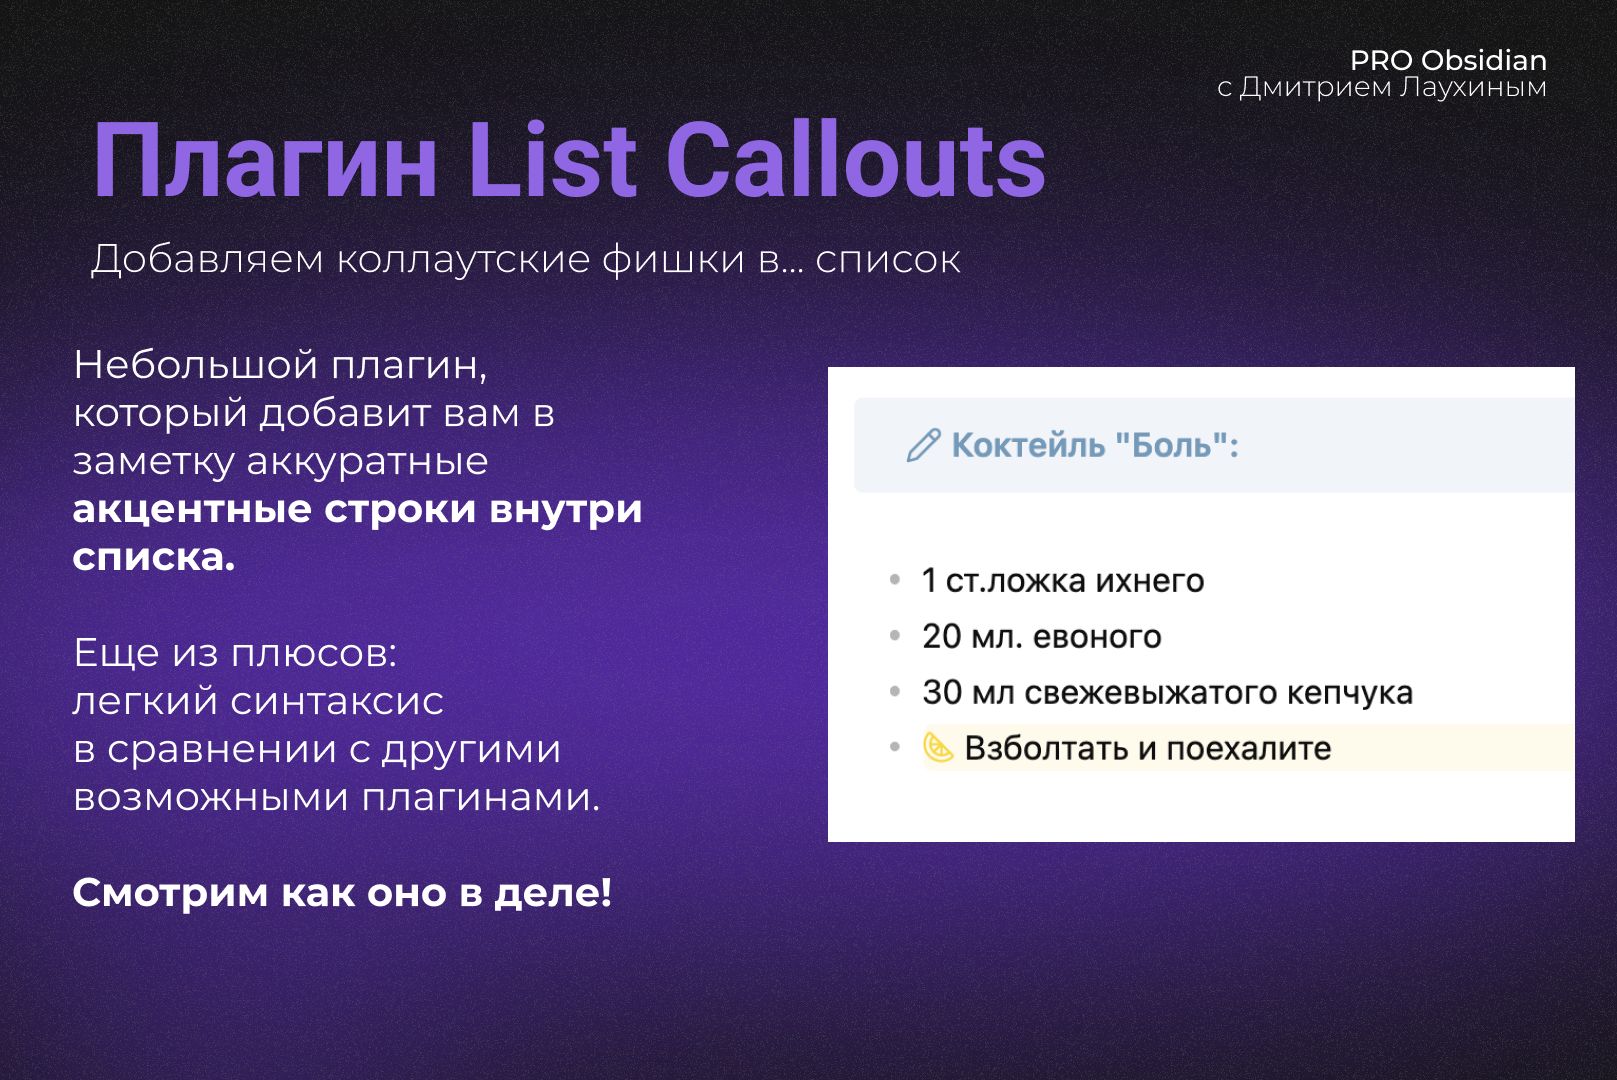 PRO Obsidian
с Дмитрием Лаухиным
Плагин List Callouts
Добавляем коллаутские фишки в... список
Небольшой плагин,
который добавит вам в
заметку аккуратные
акцентные строки внутри
списка.
Еще из плюсов:
легкий синтаксис
в сравнении с другими
возможными плагинами.
Смотрим как оно в деле!
Коктейль "Боль":
1 ст.ложка ихнего
20 мл. евоного
30 мл свежевыжатого кепчука
Взболтать и поехалите